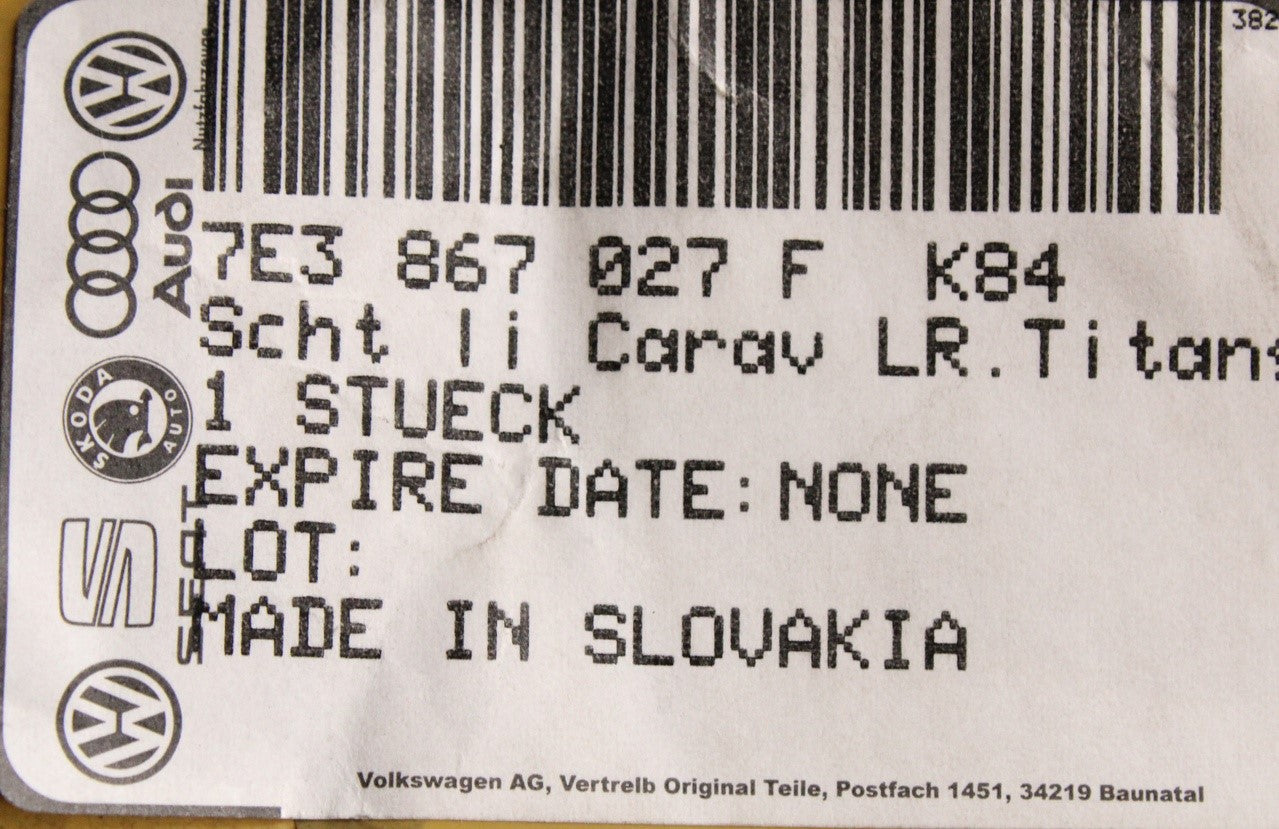 382
7E3 867 027 F K84
Scht li Carav LR.Titan
1 STUECK
EXPIRE DATE:NONE
LOT:
MADE IN SLOVAKIA
Volkswagen AG, Vertrelb Original Teile, Postfach 1451, 34219 Baunatal
Nutzfahrzeuge
Audi
SKODA
AUTO
SEAT